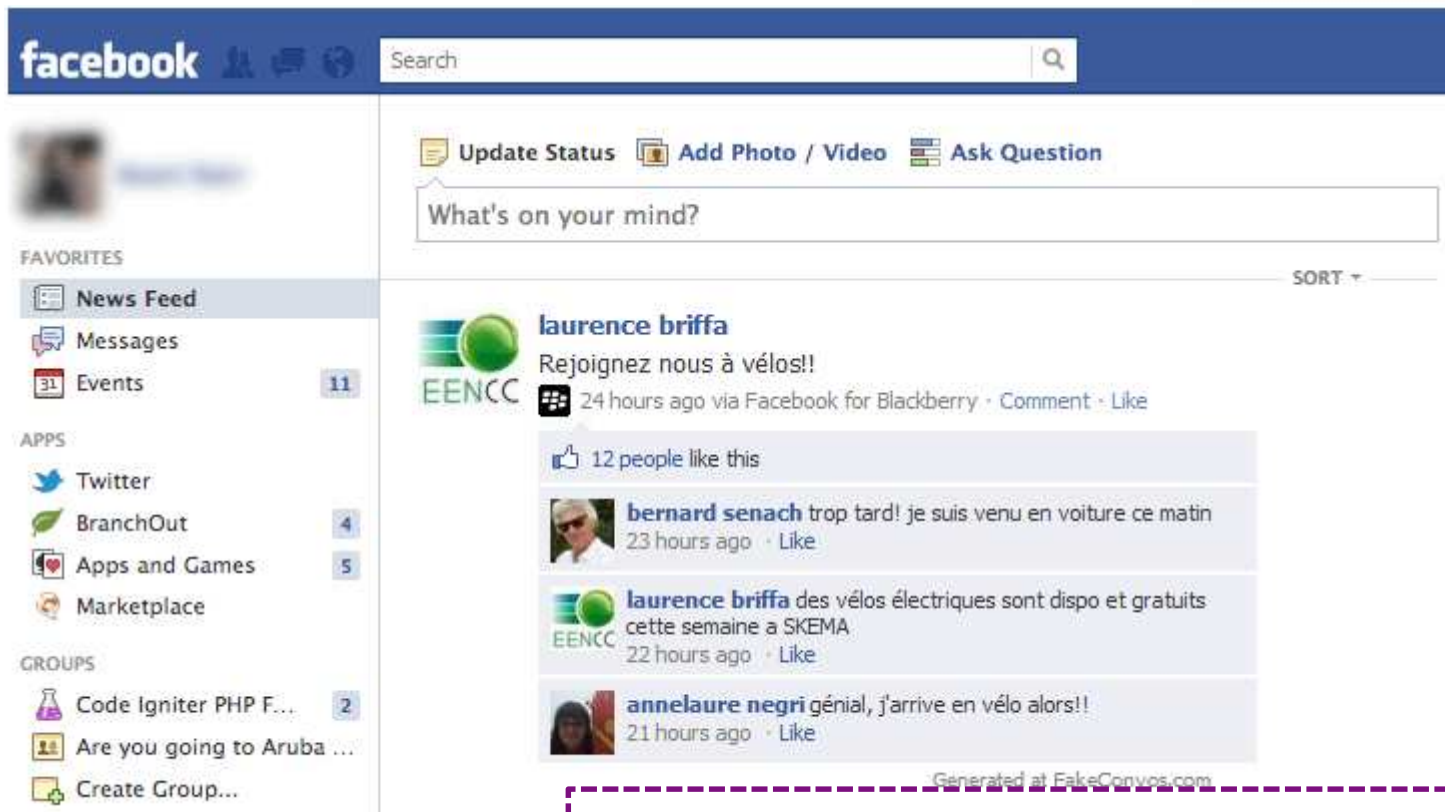 facebook
Search
Update Status
Add Photo / Video
Ask Question
What's on your mind?
FAVORITES
News Feed
Messages
Events 11
APPS
Twitter
BranchOut 4
Apps and Games 5
Marketplace
GROUPS
Code Igniter PHP F... 2
Are you going to Aruba ...
Create Group...
SORT
EENCC
laurence briffa
Rejoignez nous à vélos!!
24 hours ago via Facebook for Blackberry · Comment · Like
12 people like this
bernard senach trop tard! je suis venu en voiture ce matin
23 hours ago · Like
EENCC
laurence briffa des vélos électriques sont dispo et gratuits
cette semaine a SKEMA
22 hours ago · Like
annelaure negri génial, j'arrive en vélo alors!!
21 hours ago · Like
Generated at FakeConvos.com